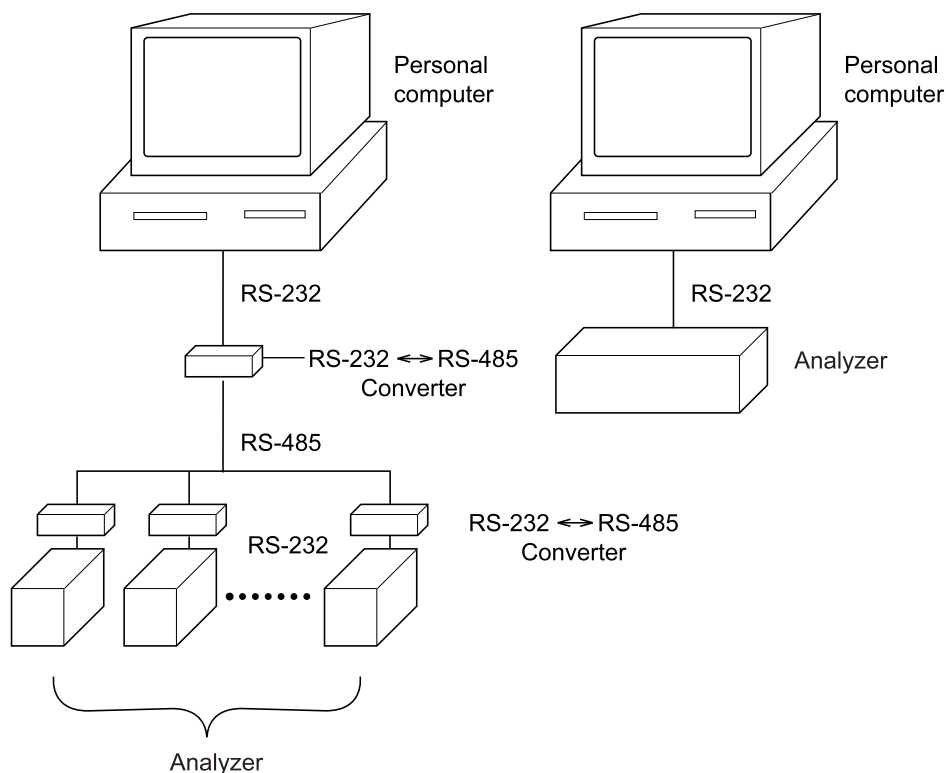 Personal
computer
Personal
computer
RS-232
RS-232
RS-232 ↔ RS-485
Converter
Analyzer
RS-485
RS-232 ↔ RS-485
Converter
RS-232
Analyzer